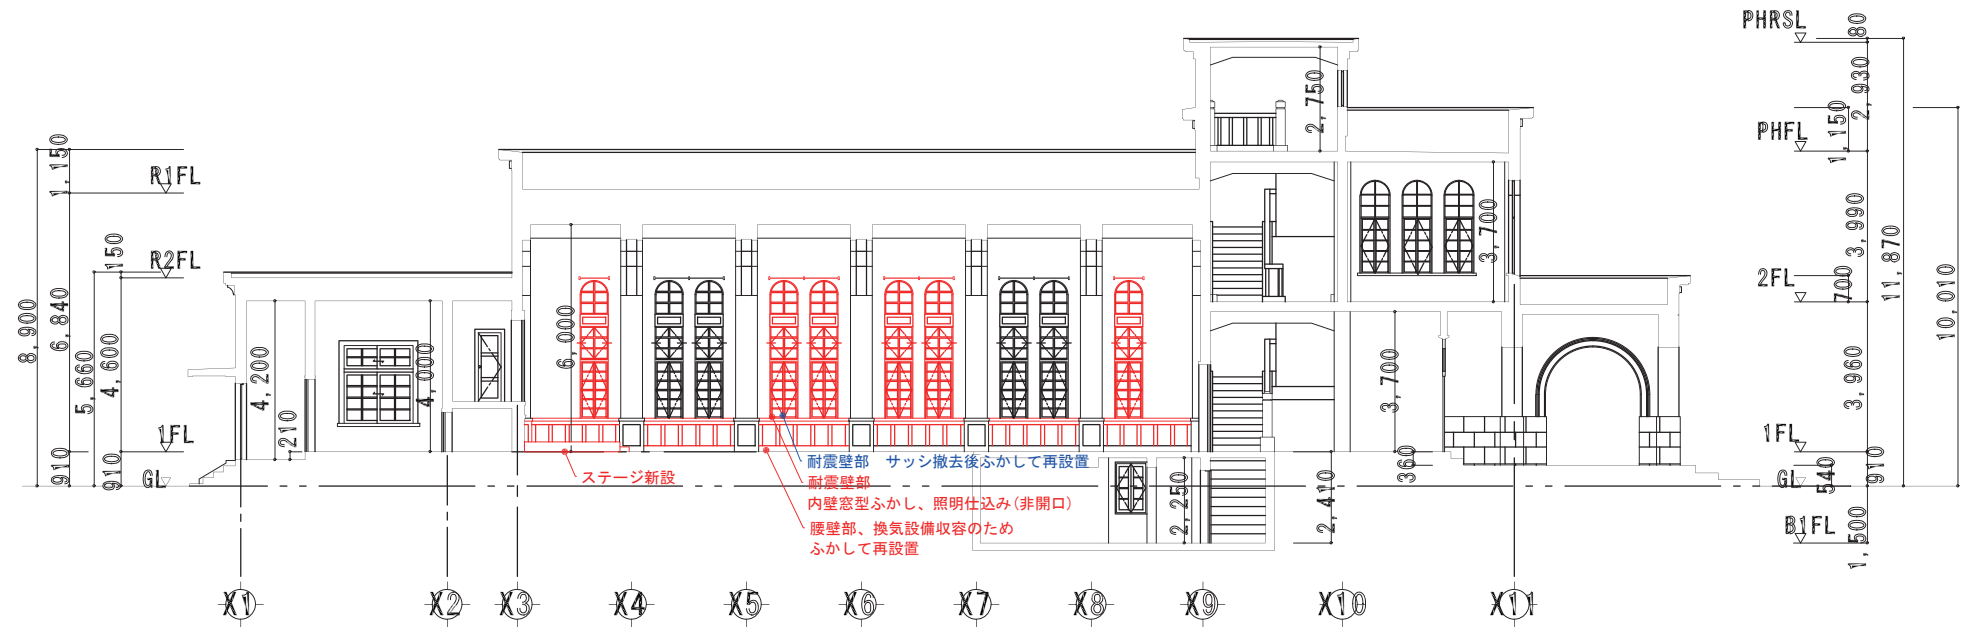 PHRSL
80
2,930
2,750
1,150
PHFL
1,150
1,150
R1FL
3,990
3,700
11,870
10,010
150
R2FL
2FL
700
8,900
6,840
5,660
4,600
4,200
4,000
6,000
3,700
3,960
210
1FL
1FL
910
910
GL
360
540
910
GL
耐震壁部 サッシ撤去後ふかして再設置
ステージ新設
耐震壁部
内壁窓型ふかし、照明仕込み(非開口)
腰壁部、換気設備収容のため
ふかして再設置
2,250
2,410
B1FL
1,500
X1
X2
X3
X4
X5
X6
X7
X8
X9
X10
X11